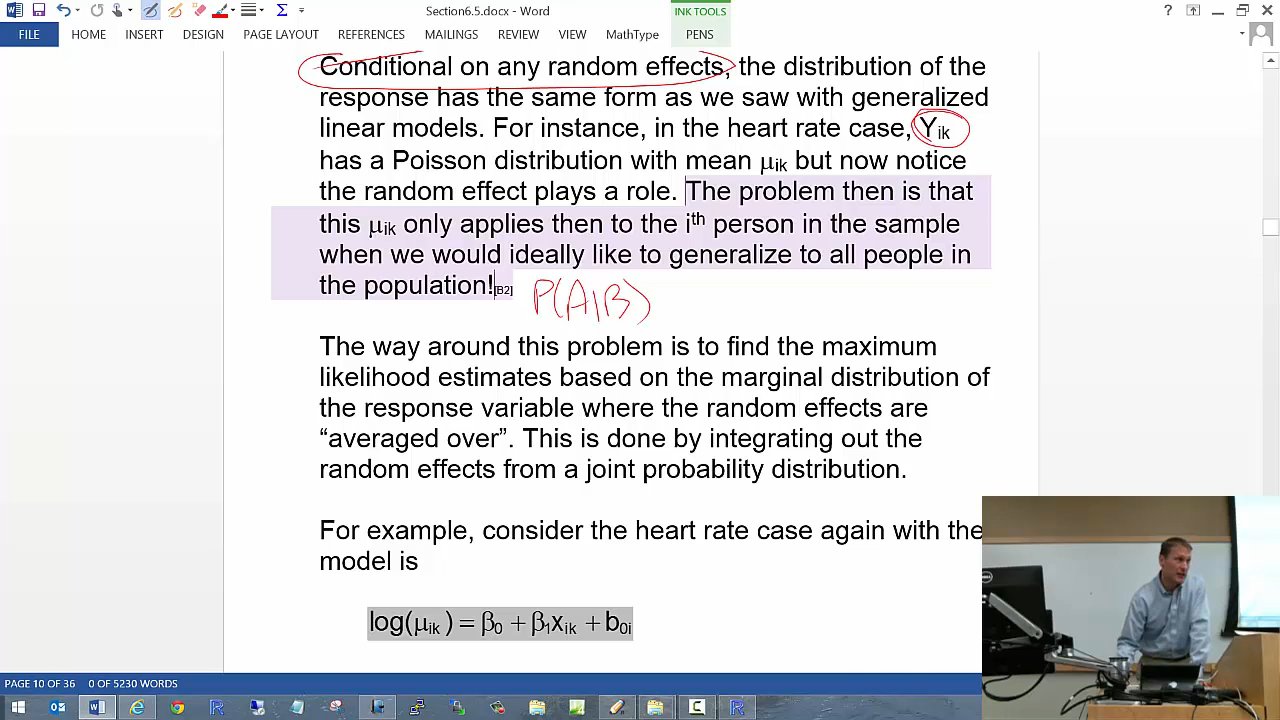 Section6.5.docx - Word
INK TOOLS
FILE HOME INSERT DESIGN PAGE LAYOUT REFERENCES MAILINGS REVIEW VIEW MathType PENS
Conditional on any random effects, the distribution of the
response has the same form as we saw with generalized
linear models. For instance, in the heart rate case, Yik
has a Poisson distribution with mean μik but now notice
the random effect plays a role. The problem then is that
this μik only applies then to the ith person in the sample
when we would ideally like to generalize to all people in
the population![B2]
P(A|B)
The way around this problem is to find the maximum
likelihood estimates based on the marginal distribution of
the response variable where the random effects are
“averaged over”. This is done by integrating out the
random effects from a joint probability distribution.
For example, consider the heart rate case again with the
model is
log(μik) = β0 + β1xik + b0i
PAGE 10 OF 36 0 OF 5230 WORDS